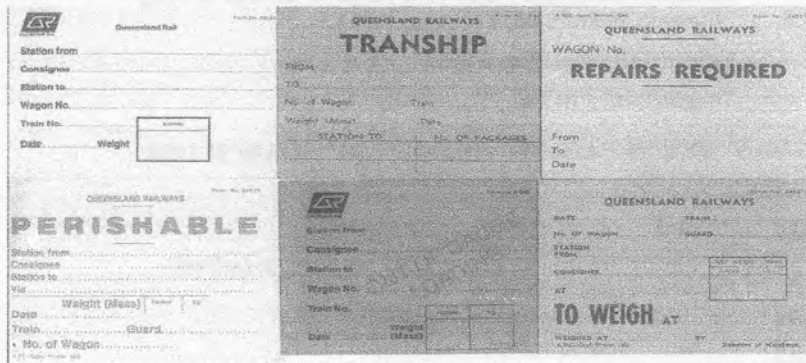 QR
Queensland Rail
Station from
Consignee
Station to
Wagon No.
Train No.
Date Weight
QUEENSLAND RAILWAYS
TRANSHIP
FROM
TO
No. of Wagon Train
Weight Date
STATION TO No. OF PACKAGES
QUEENSLAND RAILWAYS
WAGON No.
REPAIRS REQUIRED
From
To
Date
QUEENSLAND RAILWAYS
PERISHABLE
Station from
Consignee
Station to
Via
Weight (Mass)
Date
Train Guard
No. of Wagon
QR
Station from
Consignee
Station to
Wagon No.
Train No.
Date Weight (Mass)
QUEENSLAND RAILWAYS
DATE TRAIN
No. of WAGON GUARD
STATION FROM
CONSIGNEE
AT
TO WEIGH AT
WEIGHED AT BY